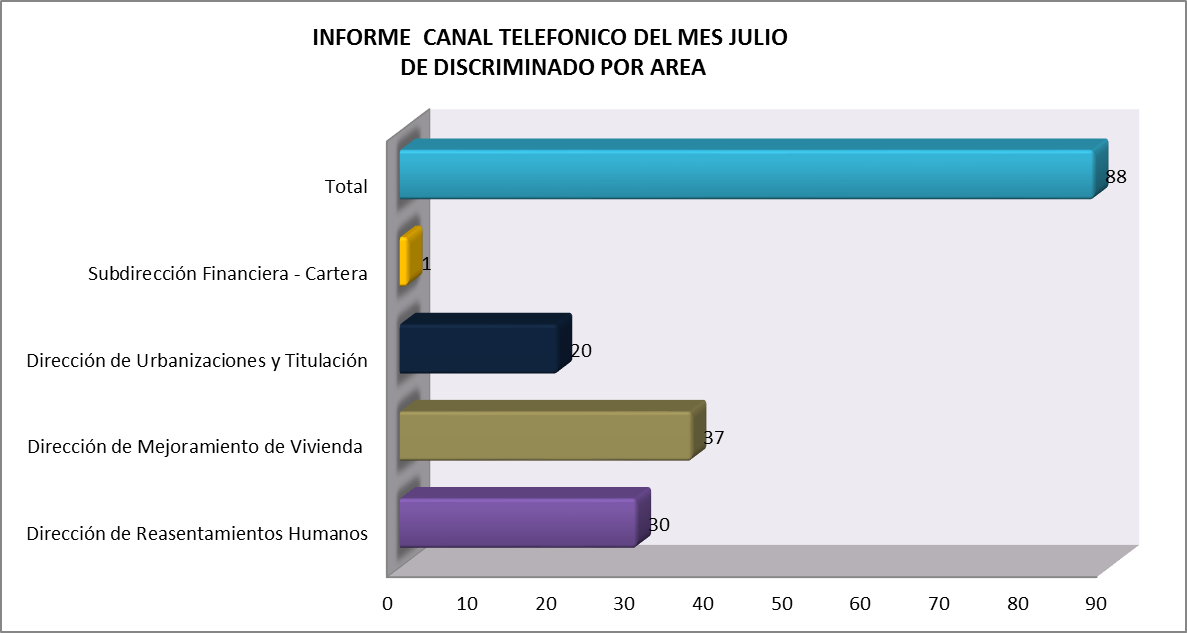 INFORME  CANAL TELEFONICO DEL MES JULIO
DE DISCRIMINADO POR AREA
Total
88
Subdirección Financiera - Cartera
1
Dirección de Urbanizaciones y Titulación
20
Dirección de Mejoramiento de Vivienda
37
Dirección de Reasentamientos Humanos
30
0 10 20 30 40 50 60 70 80 90